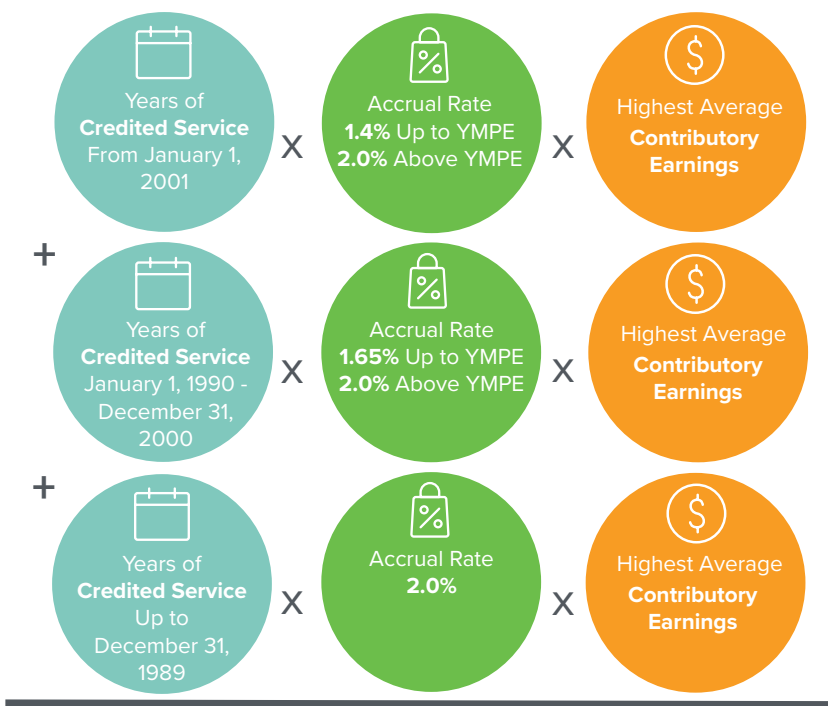 Years of
Credited Service
From January 1,
2001
X
Accrual Rate
1.4% Up to YMPE
2.0% Above YMPE
X
Highest Average
Contributory
Earnings
+
Years of
Credited Service
January 1, 1990 -
December 31,
2000
X
Accrual Rate
1.65% Up to YMPE
2.0% Above YMPE
X
Highest Average
Contributory
Earnings
+
Years of
Credited Service
Up to
December 31,
1989
X
Accrual Rate
2.0%
X
Highest Average
Contributory
Earnings